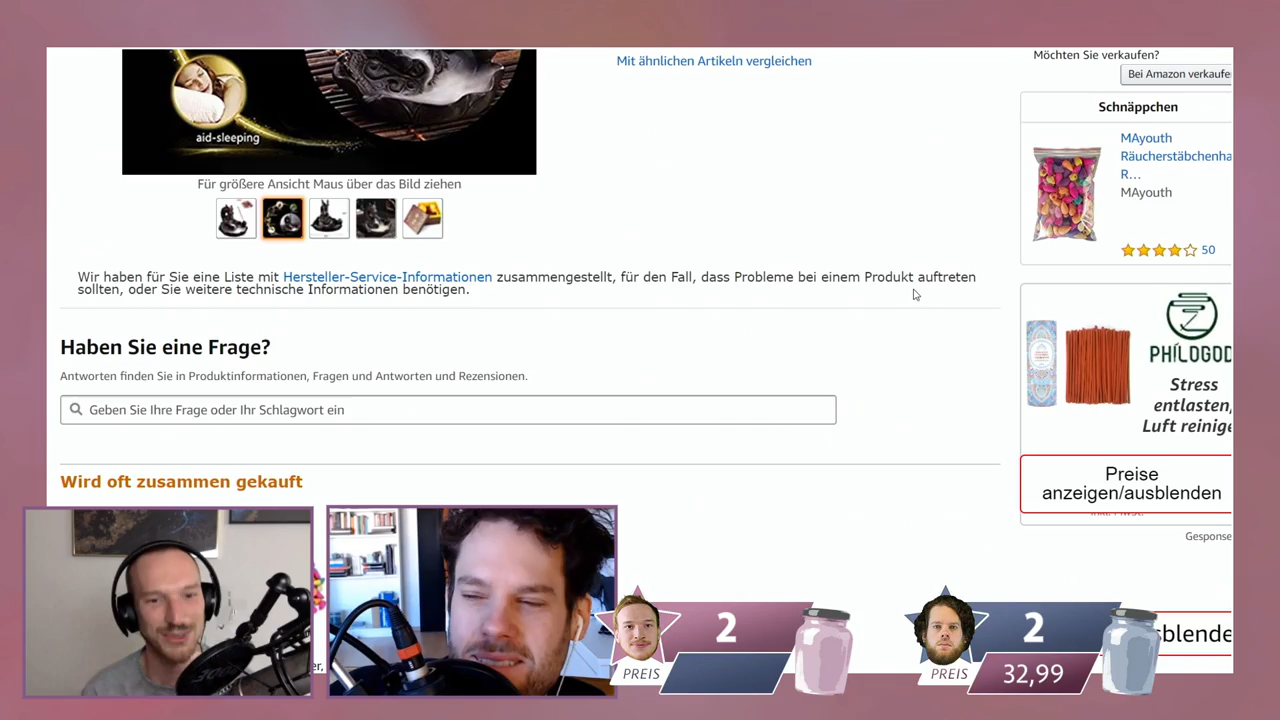 Mit ähnlichen Artikeln vergleichen
Möchten Sie verkaufen?
Bei Amazon verkaufe
aid-sleeping
Für größere Ansicht Maus über das Bild ziehen
Schnäppchen
MAyouth
Räucherstäbchenha
R…
MAyouth
50
Wir haben für Sie eine Liste mit Hersteller-Service-Informationen zusammengestellt, für den Fall, dass Probleme bei einem Produkt auftreten
sollten, oder Sie weitere technische Informationen benötigen.
PHILOGOD
Stress
entlasten,
Luft reinige
Haben Sie eine Frage?
Antworten finden Sie in Produktinformationen, Fragen und Antworten und Rezensionen.
Geben Sie Ihre Frage oder Ihr Schlagwort ein
Preise
anzeigen/ausblenden
Wird oft zusammen gekauft
Gesponse
2
PREIS
2
PREIS
32,99
sblende
er,